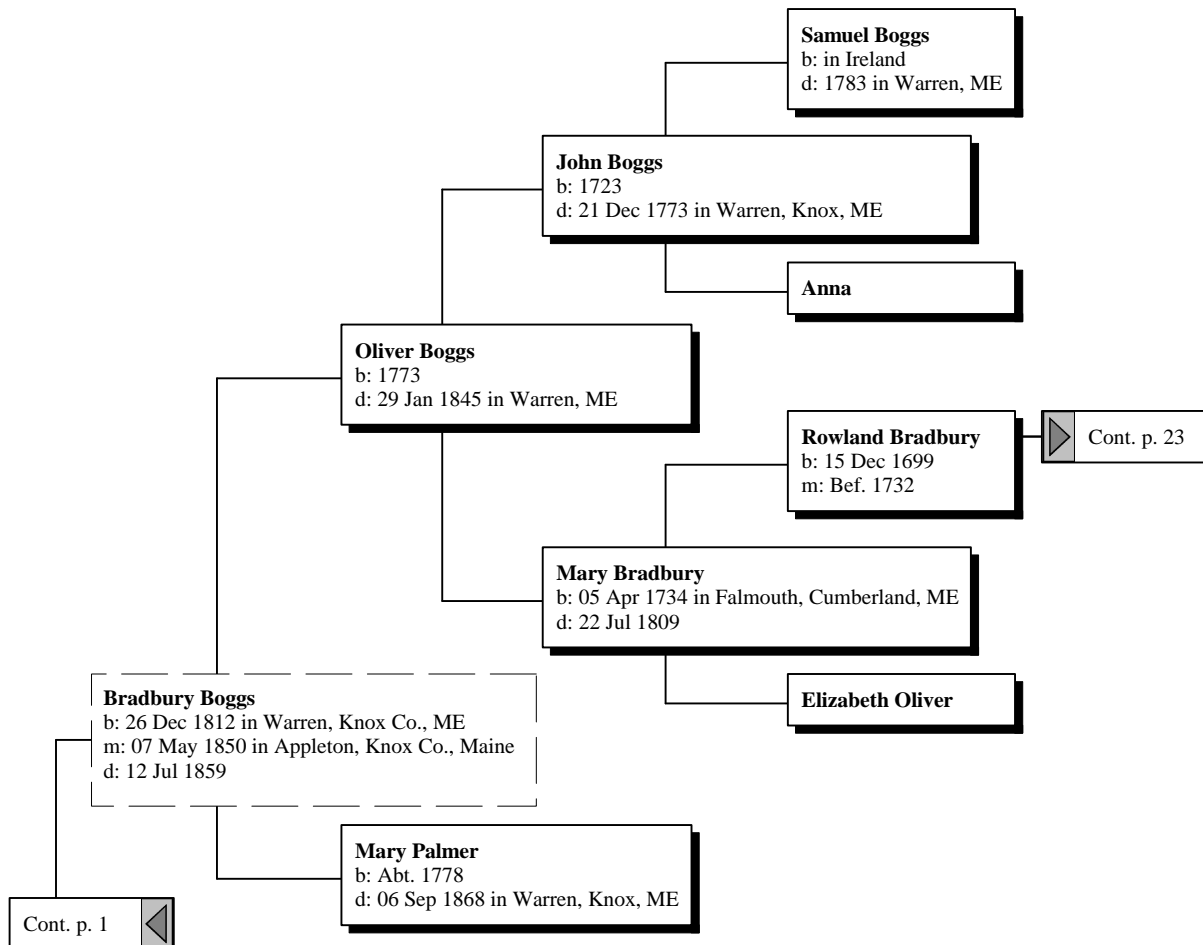 Samuel Boggs
b: in Ireland
d: 1783 in Warren, ME
John Boggs
b: 1723
d: 21 Dec 1773 in Warren, Knox, ME
Anna
Oliver Boggs
b: 1773
d: 29 Jan 1845 in Warren, ME
Rowland Bradbury
b: 15 Dec 1699
m: Bef. 1732
Cont. p. 23
Mary Bradbury
b: 05 Apr 1734 in Falmouth, Cumberland, ME
d: 22 Jul 1809
Elizabeth Oliver
Bradbury Boggs
b: 26 Dec 1812 in Warren, Knox Co., ME
m: 07 May 1850 in Appleton, Knox Co., Maine
d: 12 Jul 1859
Mary Palmer
b: Abt. 1778
d: 06 Sep 1868 in Warren, Knox, ME
Cont. p. 1